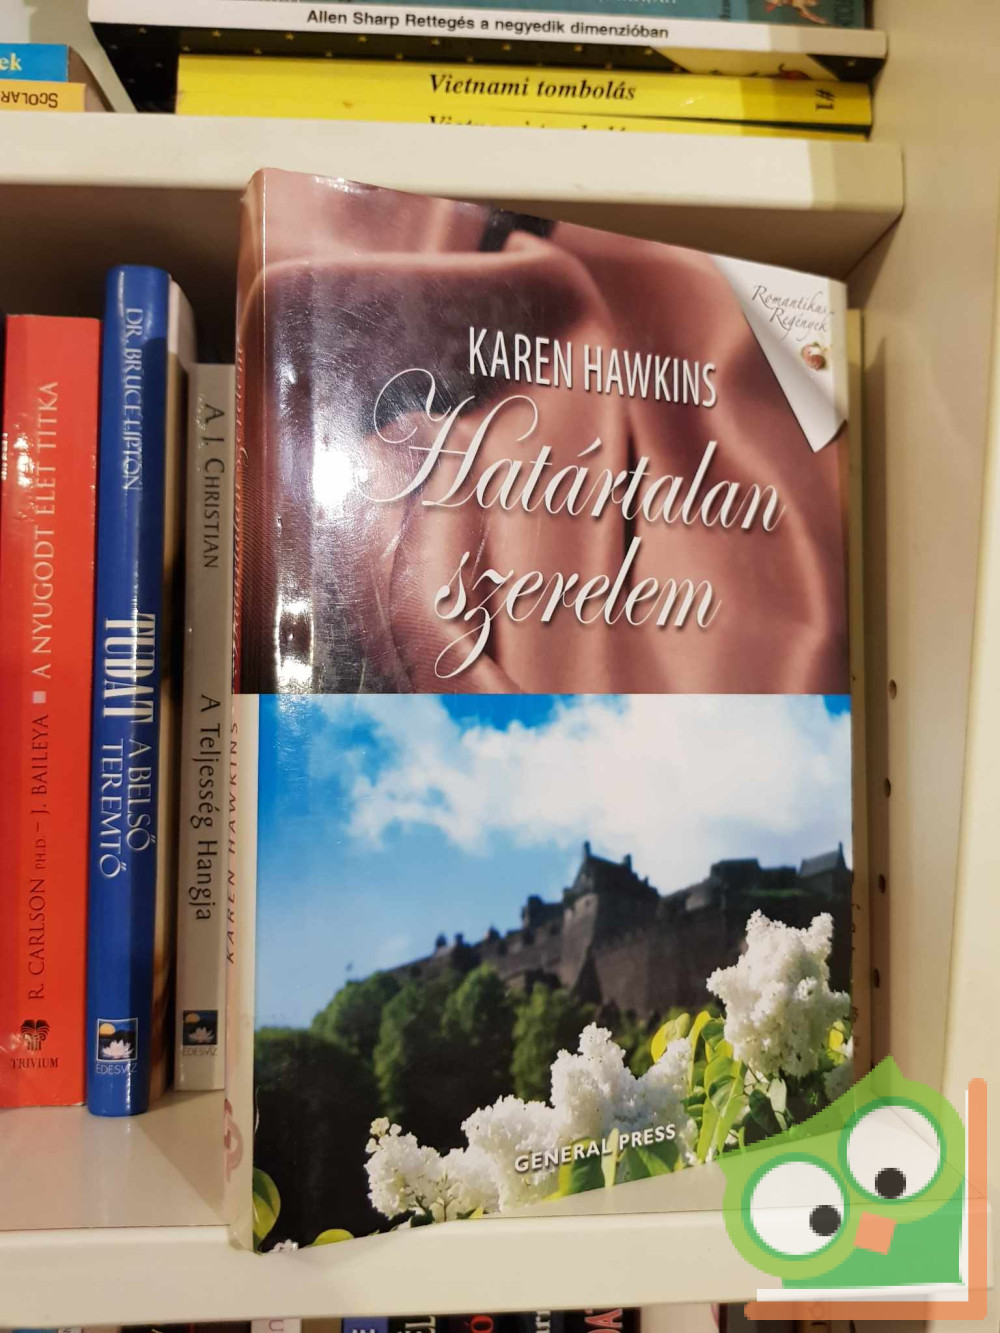 Allen Sharp Rettegés a negyedik dimenzióban
ek
SCOLAR
Vietnami tombolás
#1
R. CARLSON PH.D. – J. BAILEYA ■ A NYUGODT ÉLET TITKA
TRIVIUM
DR. BRUCE LIPTON
TUDAT A BELSŐ
TEREMTŐ
ÉDESVÍZ
A. J. CHRISTIAN
A Teljesség Hangja
ÉDESVÍZ
KAREN HAWKINS
Romantikus
Regények
KAREN HAWKINS
Határtalan
szerelem
GENERAL PRESS